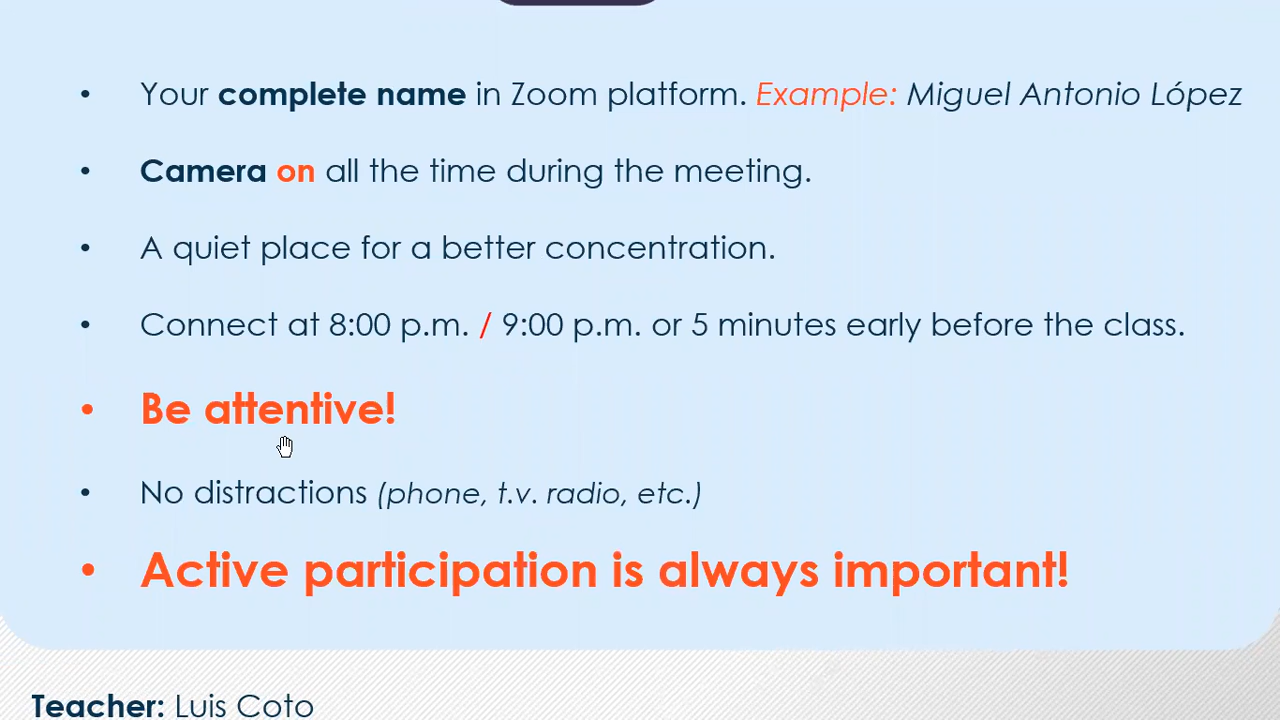 • Your complete name in Zoom platform. Example: Miguel Antonio López
• Camera on all the time during the meeting.
• A quiet place for a better concentration.
• Connect at 8:00 p.m. / 9:00 p.m. or 5 minutes early before the class.
• Be attentive!
• No distractions (phone, t.v. radio, etc.)
• Active participation is always important!
Teacher: Luis Coto